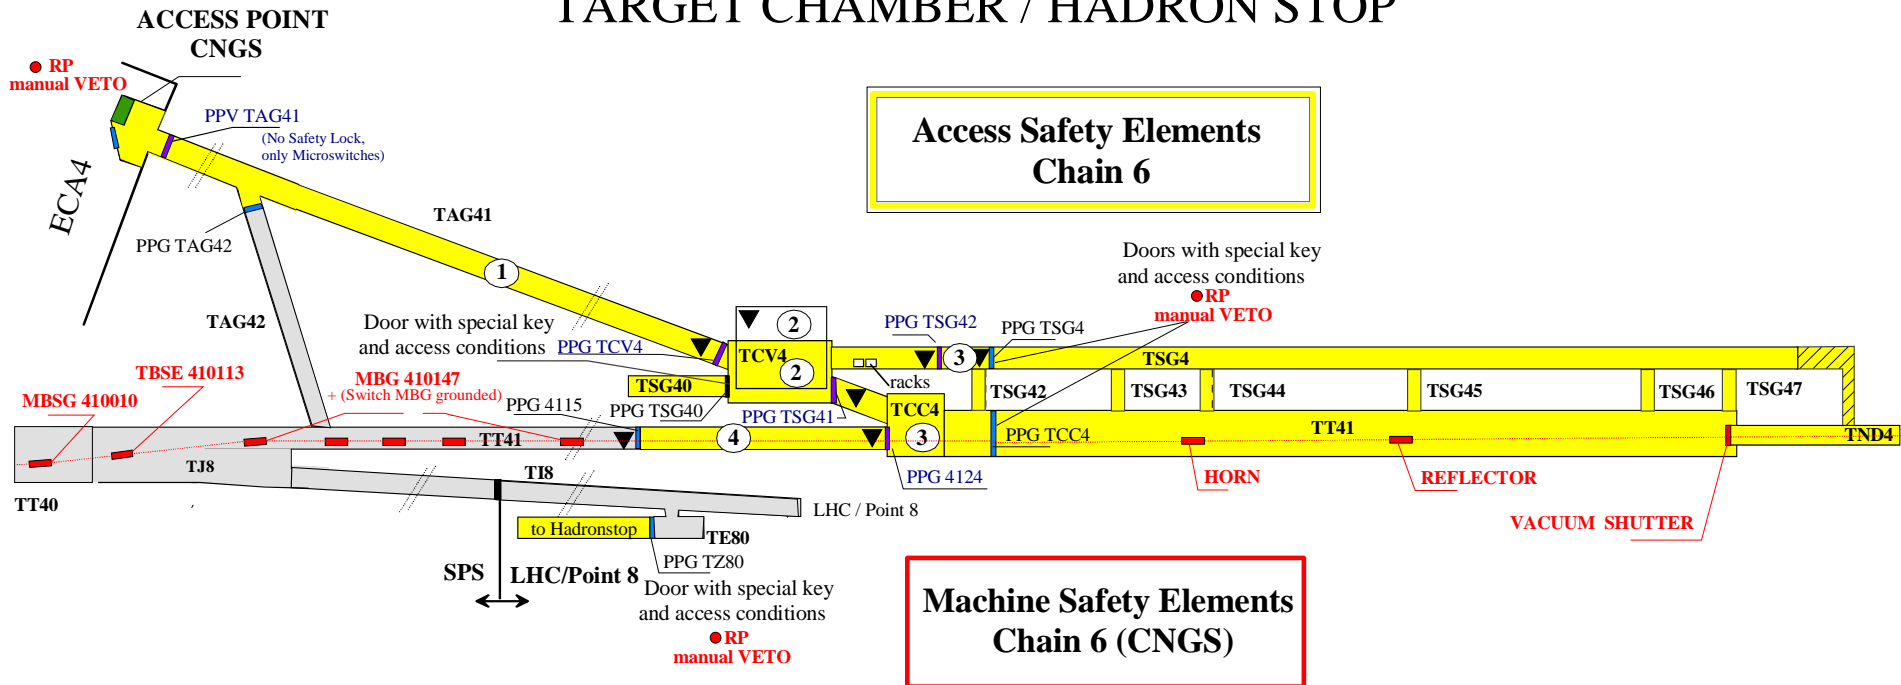 TARGET CHAMBER / HADRON STOP
ACCESS POINT
CNGS
RP
manual VETO
PPV TAG41
(No Safety Lock,
only Microswitches)
Access Safety Elements
Chain 6
ECA4
TAG41
PPG TAG42
1
Doors with special key
and access conditions
RP
manual VETO
TAG42
Door with special key
and access conditions
PPG TCV4
2
TCV4
2
PPG TSG42
PPG TSG4
3
TSG4
racks
TSG40
PPG TSG40
PPG TSG41
TSG42
TSG43
TSG44
TSG45
TSG46
TSG47
TBSE 410113
MBSG 410010
MBG 410147
+ (Switch MBG grounded)
PPG 4115
TCC4
3
TT41
4
PPG TCC4
TT41
TND4
TJ8
TT40
TI8
PPG 4124
HORN
REFLECTOR
VACUUM SHUTTER
LHC / Point 8
to Hadronstop
TE80
PPG TZ80
SPS
LHC/Point 8
Door with special key
and access conditions
RP
manual VETO
Machine Safety Elements
Chain 6 (CNGS)